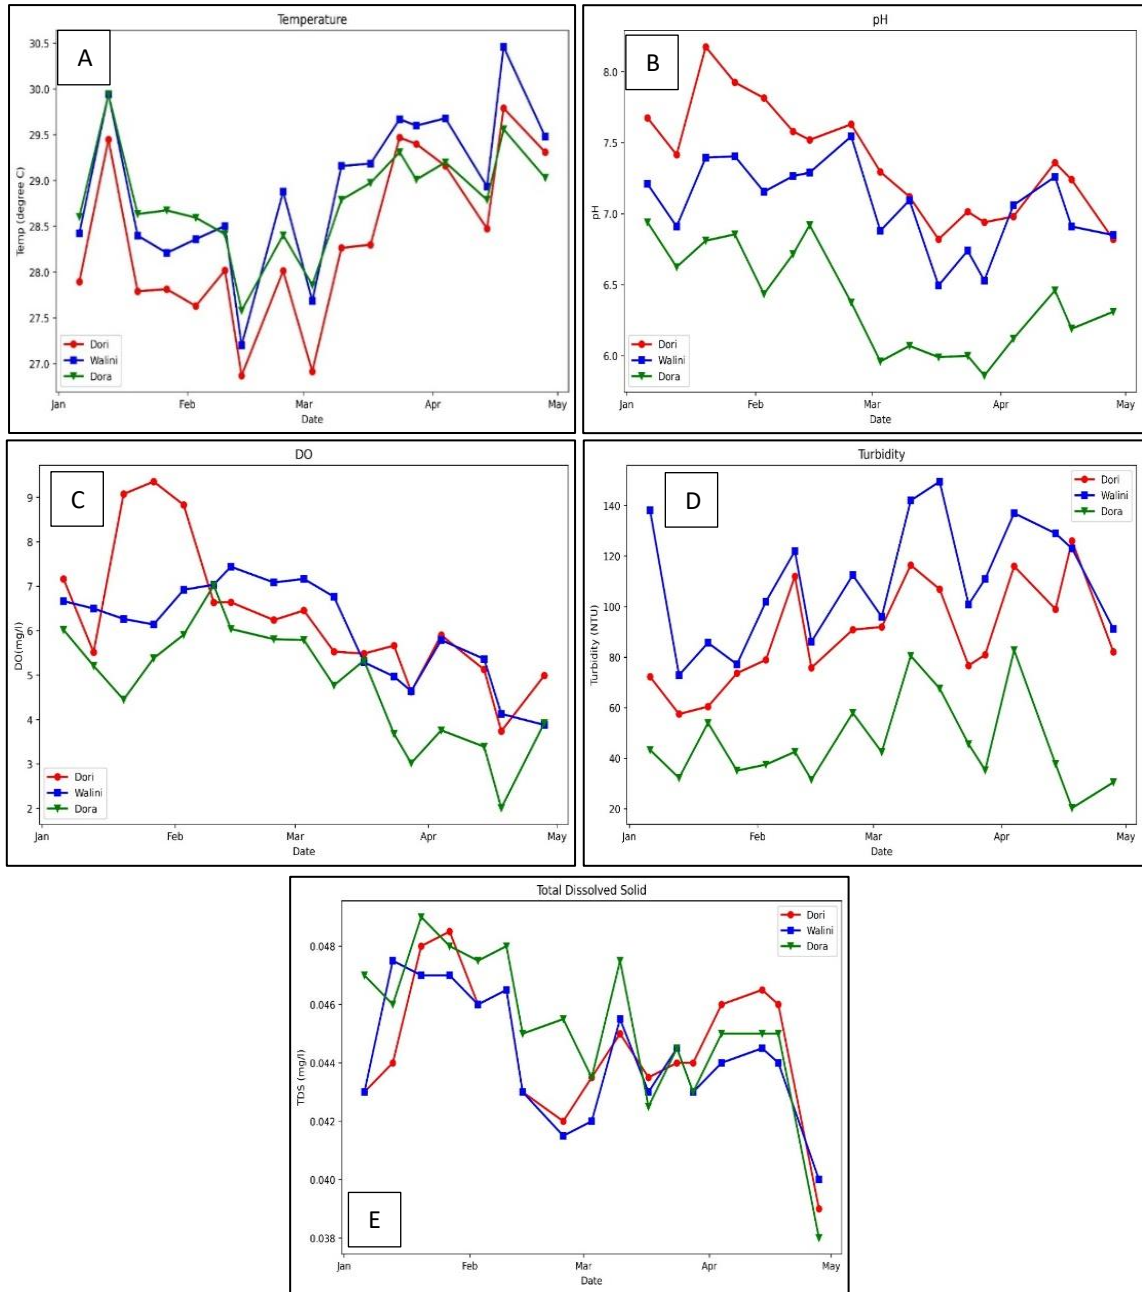 Temperature
A
30.5
30.0
29.5
29.0
28.5
28.0
27.5
27.0
Temp (degree C)
Dori
Walini
Dora
Jan Feb Mar Apr May
Date
pH
B
8.0
7.5
7.0
6.5
6.0
pH
Dori
Walini
Dora
Jan Feb Mar Apr May
Date
DO
C
9
8
7
6
5
4
3
2
DO(mg/l)
Dori
Walini
Dora
Jan Feb Mar Apr May
Date
Turbidity
D
Dori
Walini
Dora
140
120
100
80
60
40
20
Turbidity (NTU)
Jan Feb Mar Apr May
Date
Total Dissolved Solid
Dori
Walini
Dora
0.048
0.046
0.044
0.042
0.040
0.038
TDS (mg/l)
E
Jan Feb Mar Apr May
Date